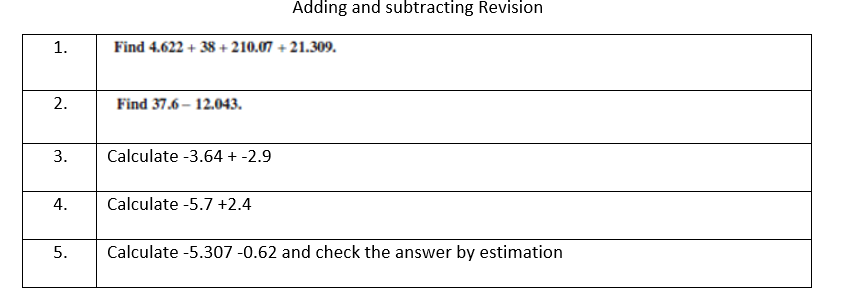 Adding and subtracting Revision
1. Find 4.622 + 38 + 210.07 + 21.309.
2. Find 37.6 – 12.043.
3. Calculate -3.64 + -2.9
4. Calculate -5.7 +2.4
5. Calculate -5.307 -0.62 and check the answer by estimation